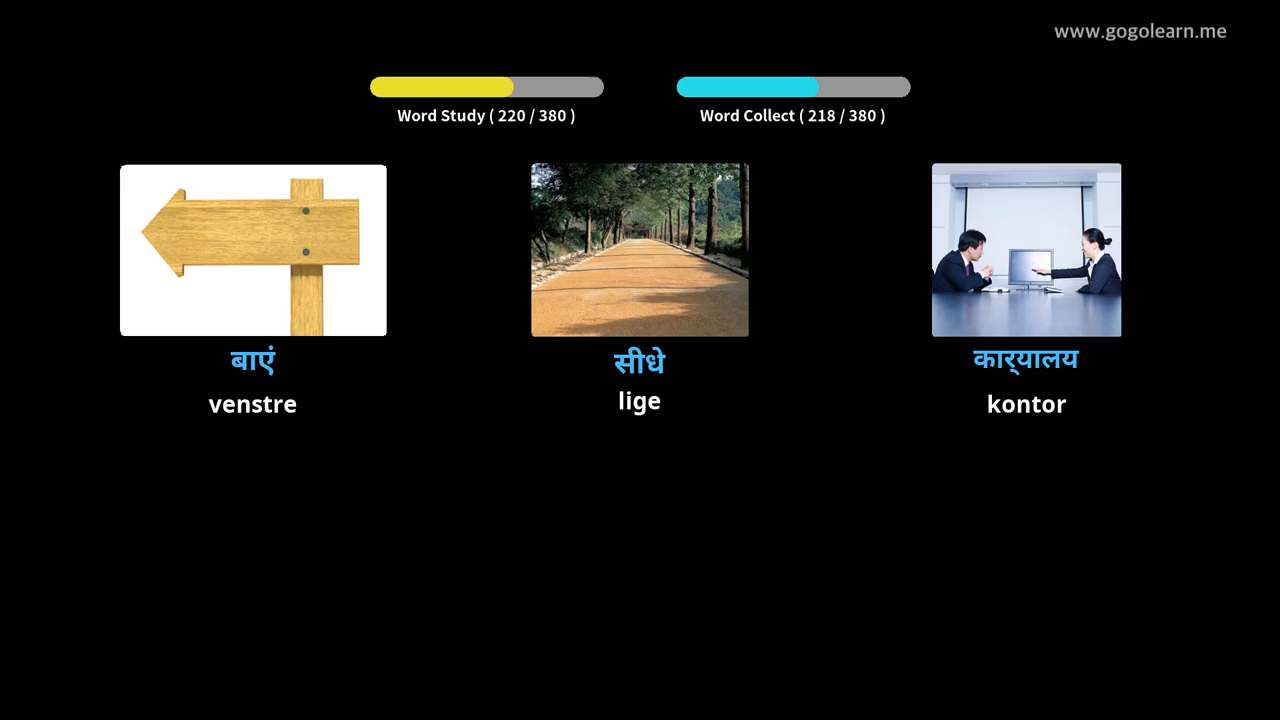 www.gogolearn.me
Word Study ( 220 / 380 )
Word Collect ( 218 / 380 )
बाएं
सीधे
कार्‍यालय
venstre
lige
kontor